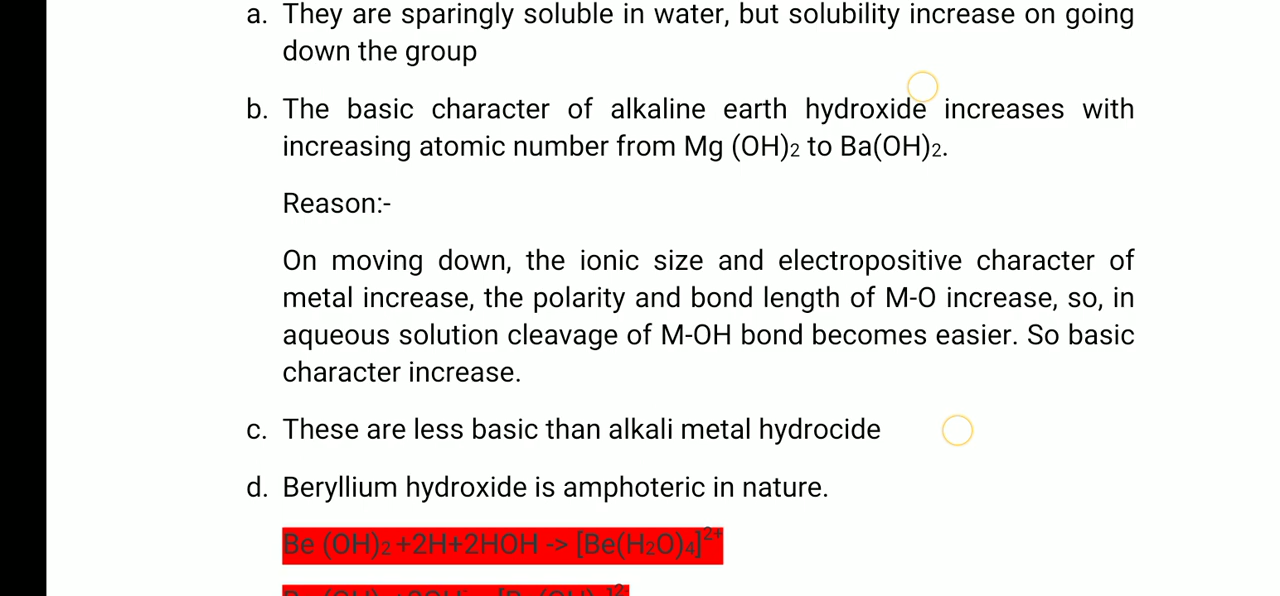 a. They are sparingly soluble in water, but solubility increase on going
down the group
b. The basic character of alkaline earth hydroxide increases with
increasing atomic number from Mg (OH)2 to Ba(OH)2.
Reason:-
On moving down, the ionic size and electropositive character of
metal increase, the polarity and bond length of M-O increase, so, in
aqueous solution cleavage of M-OH bond becomes easier. So basic
character increase.
c. These are less basic than alkali metal hydrocide
d. Beryllium hydroxide is amphoteric in nature.
Be (OH)2 +2H+2HOH -> [Be(H2O)4]2+